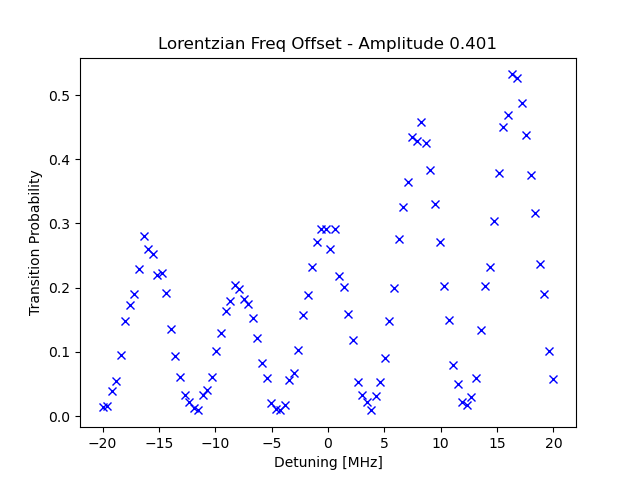 Lorentzian Freq Offset - Amplitude 0.401
Transition Probability
0.5
0.4
0.3
0.2
0.1
0.0
−20 −15 −10 −5 0 5 10 15 20
Detuning [MHz]